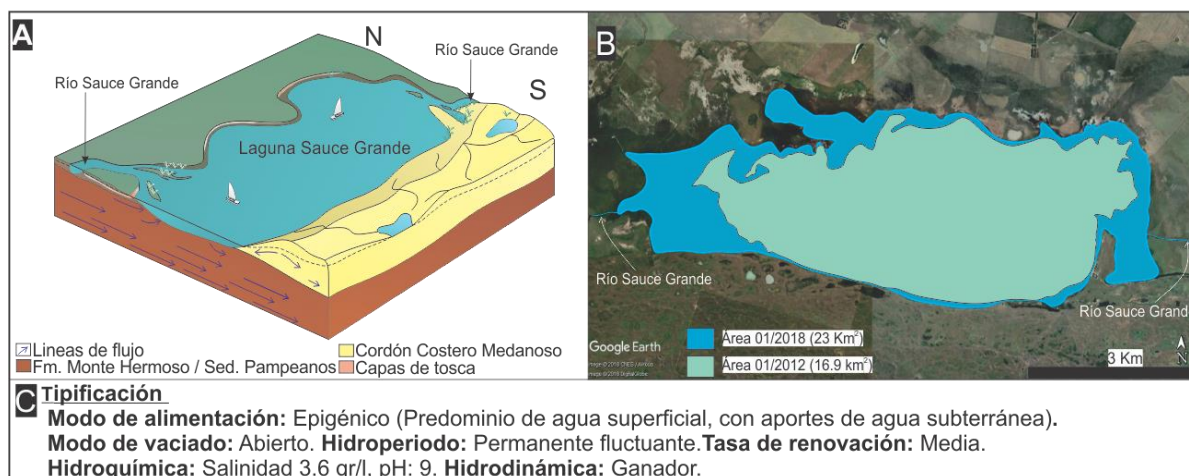 A
N
Río Sauce Grande
S
Río Sauce Grande
Laguna Sauce Grande
Lineas de flujo
Cordón Costero Medanoso
Fm. Monte Hermoso / Sed. Pampeanos
Capas de tosca
B
Río Sauce Grande
Río Sauce Grand
Google Earth
Área 01/2018 (23 Km²)
Área 01/2012 (16.9 km²)
3 Km
N
C Tipificación
Modo de alimentación: Epigénico (Predominio de agua superficial, con aportes de agua subterránea).
Modo de vaciado: Abierto. Hidroperiodo: Permanente fluctuante.Tasa de renovación: Media.
Hidroquímica: Salinidad 3.6 gr/l, pH: 9. Hidrodinámica: Ganador.